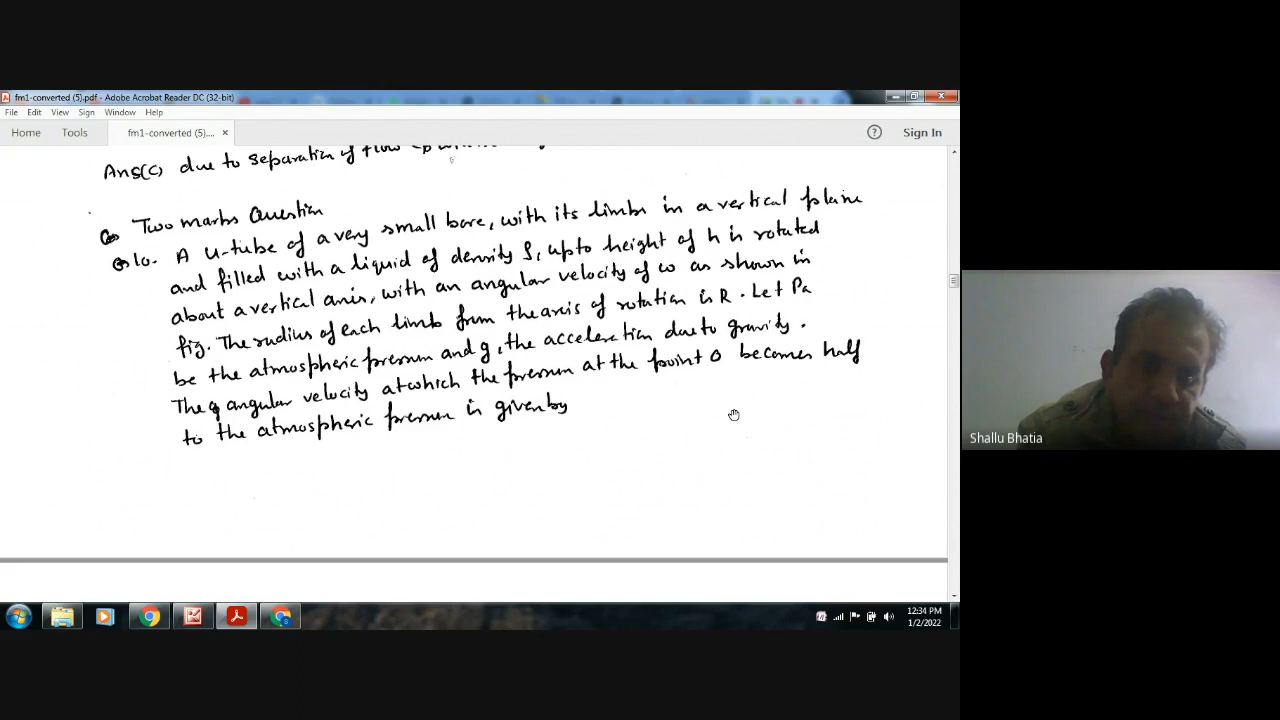 fm1-converted (5).pdf - Adobe Acrobat Reader DC (32-bit)
File Edit View Sign Window Help
Home Tools fm1-converted (5).... × ? Sign In
Ans(c) due to separation of flow
Two marks Question
Q10. A U-tube of a very small bore, with its limbs in a vertical plane
and filled with a liquid of density ρ, upto height of h is rotated
about a vertical axis, with an angular velocity of ω as shown in
fig. The radius of each limb from the axis of rotation is R. Let Pa
be the atmospheric pressure and g, the acceleration due to gravity.
The angular velocity at which the pressure at the point O becomes half
to the atmospheric pressure is given by
Shallu Bhatia
12:34 PM
1/2/2022